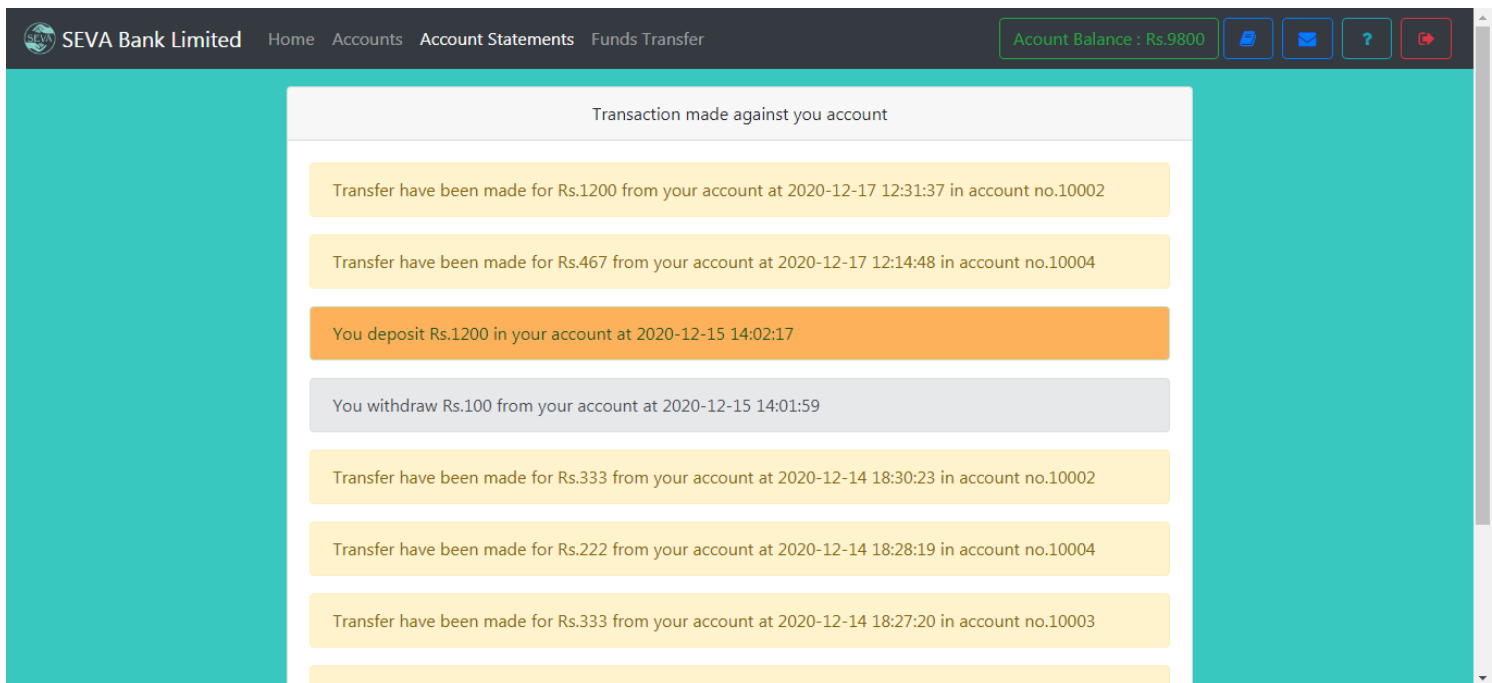 SEVA SEVA Bank Limited Home Accounts Account Statements Funds Transfer Acount Balance : Rs.9800 ?
Transaction made against you account
Transfer have been made for Rs.1200 from your account at 2020-12-17 12:31:37 in account no.10002
Transfer have been made for Rs.467 from your account at 2020-12-17 12:14:48 in account no.10004
You deposit Rs.1200 in your account at 2020-12-15 14:02:17
You withdraw Rs.100 from your account at 2020-12-15 14:01:59
Transfer have been made for Rs.333 from your account at 2020-12-14 18:30:23 in account no.10002
Transfer have been made for Rs.222 from your account at 2020-12-14 18:28:19 in account no.10004
Transfer have been made for Rs.333 from your account at 2020-12-14 18:27:20 in account no.10003